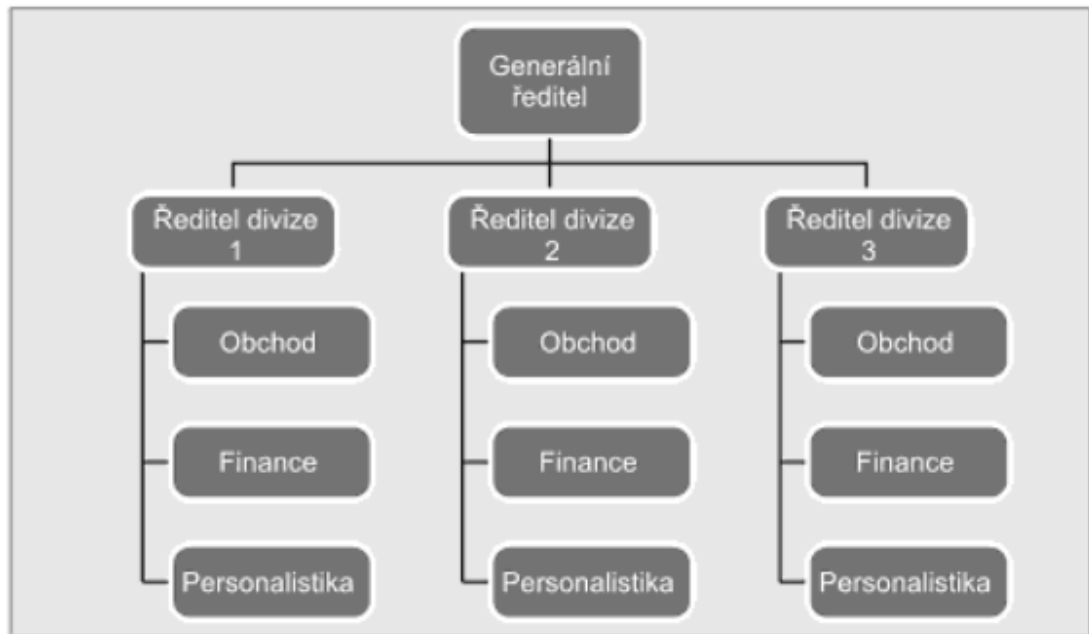 Generální
ředitel
Ředitel divize
1
Ředitel divize
2
Ředitel divize
3
Obchod
Obchod
Obchod
Finance
Finance
Finance
Personalistika
Personalistika
Personalistika